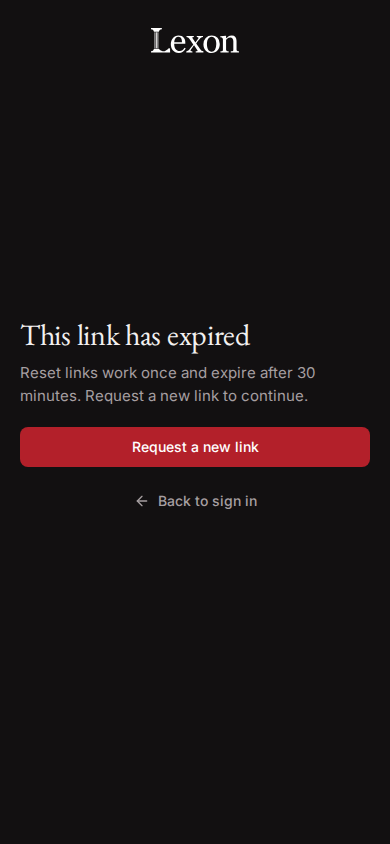 Lexon
This link has expired
Reset links work once and expire after 30
minutes. Request a new link to continue.
Request a new link
Back to sign in